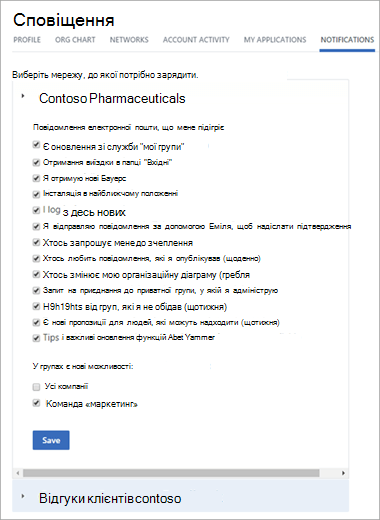 Сповіщення
PROFILE ORG CHART NETWORKS ACCOUNT ACTIVITY MY APPLICATIONS NOTIFICATIONS
Виберіть мережу, до якої потрібно зарядити.
Contoso Pharmaceuticals
Повідомлення електронної пошти, що мене підігріє
Є оновлення зі служби "мої групи"
Отримання виїздки в папці "Вхідні"
Я отримую нові Бауерс
Інсталяція в найближчому положенні
I log з десь нових
Я відправляю повідомлення за допомогою Еміля, щоб надіслати підтвердження
Хтось запрошує мене до зчеплення
Хтось любить повідомлення, які я опублікував (щоденно)
Хтось змінює мою організаційну діаграму (гребля
Запит на приєднання до приватної групи, у якій я адмініструю
H9h19hts від груп, які я не обідав (щотижня)
Є нові пропозиції для людей, які можуть надходити (щотижня)
Tips і важливі оновлення функцій Abet Yammer
У групах є нові можливості:
Усі компанії
Команда «маркетинг»
Save
Відгуки клієнтів contoso